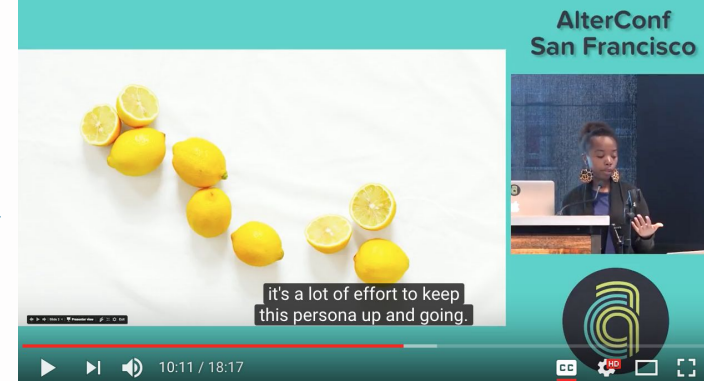 AlterConf
San Francisco
it's a lot of effort to keep
this persona up and going.
10:11 / 18:17
CC
HD